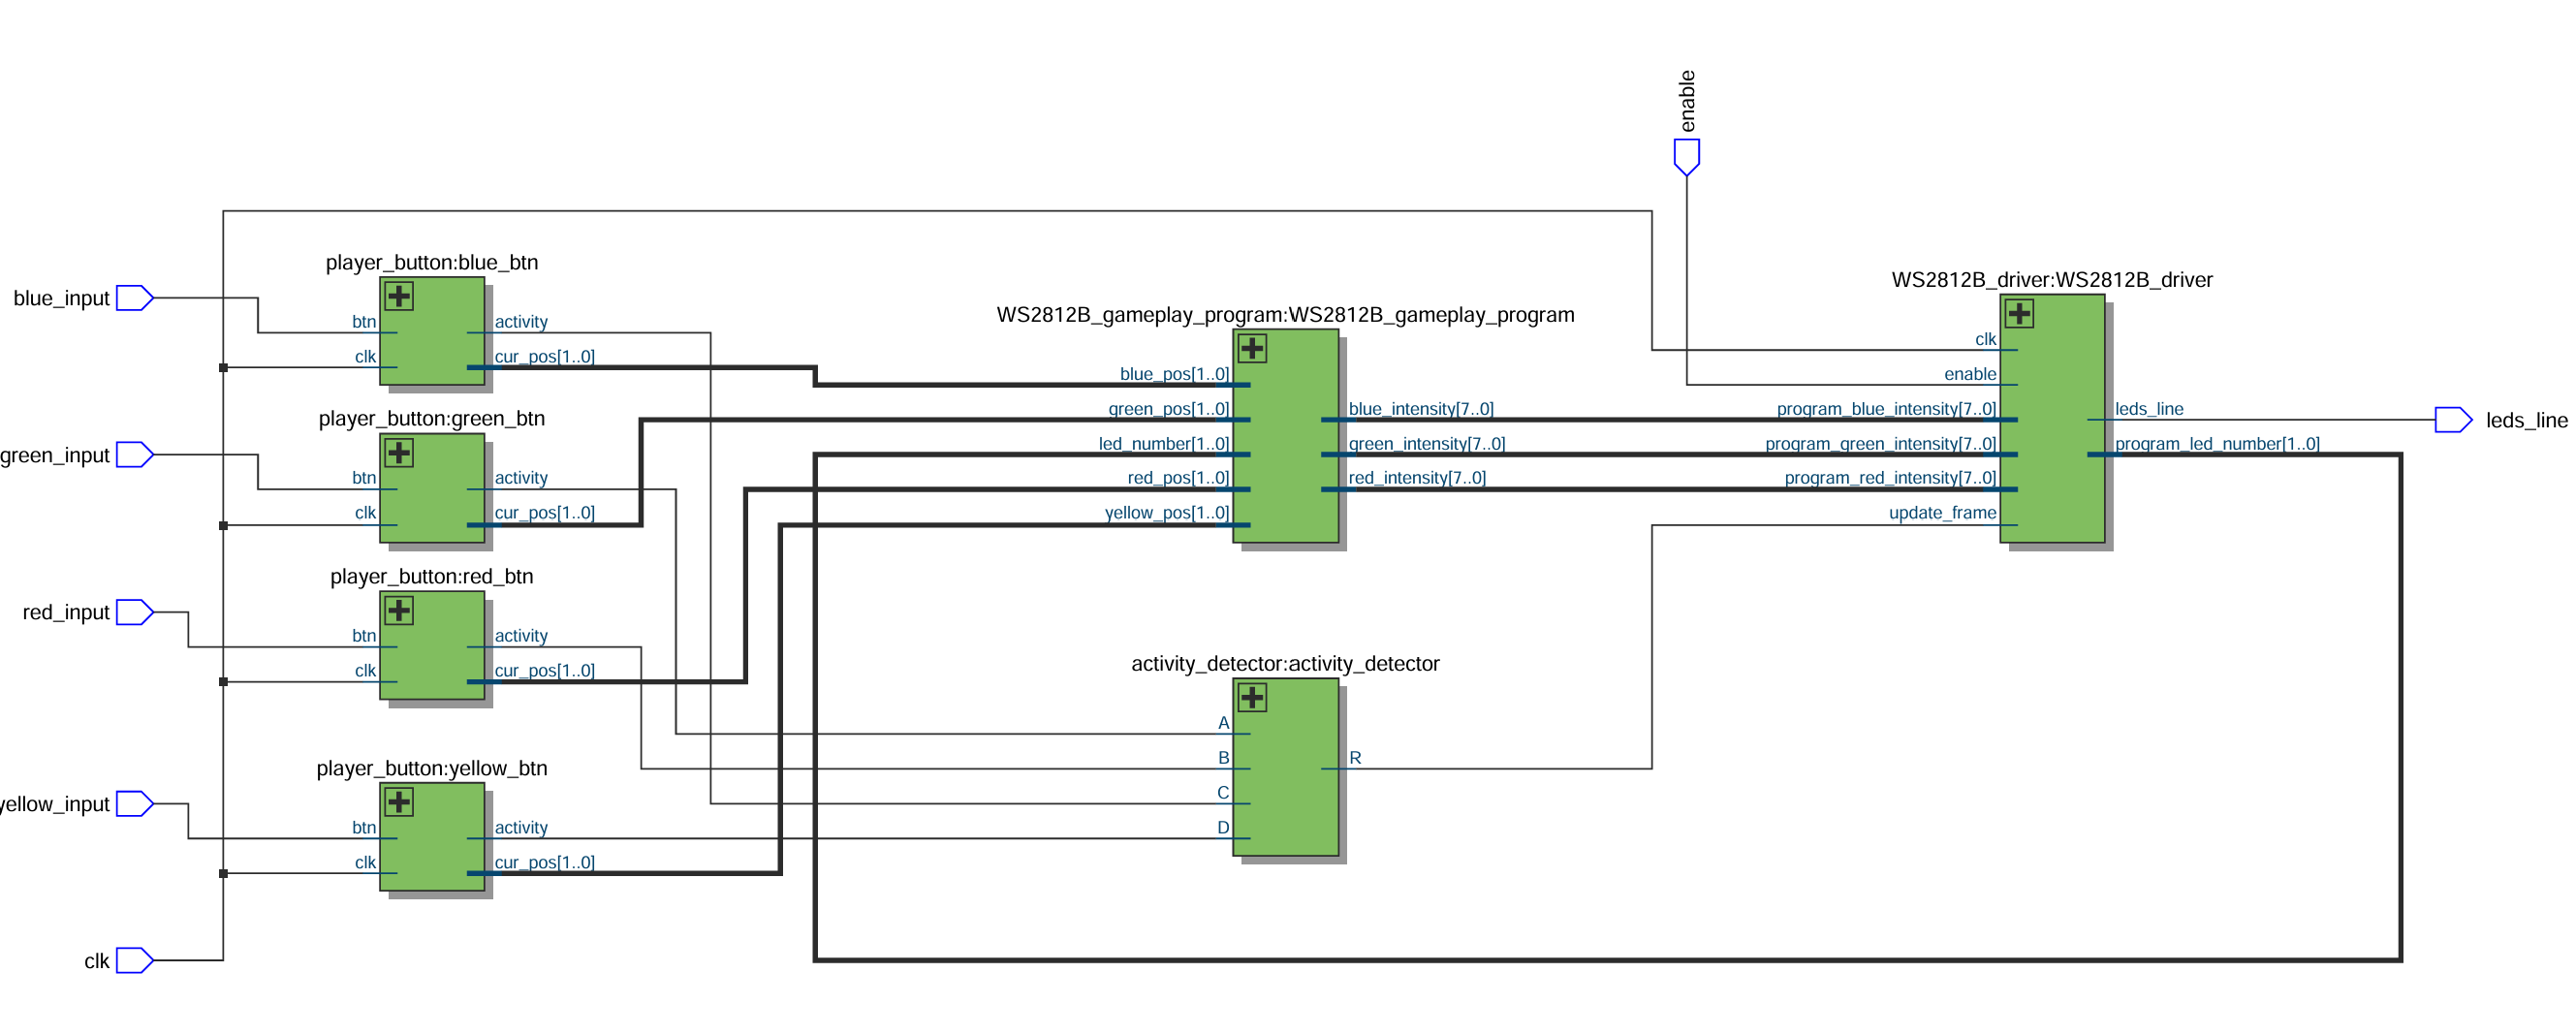 enable
player_button:blue_btn
blue_input
btn
activity
clk
cur_pos[1..0]
player_button:green_btn
green_input
btn
activity
clk
cur_pos[1..0]
player_button:red_btn
red_input
btn
activity
clk
cur_pos[1..0]
player_button:yellow_btn
yellow_input
btn
activity
clk
cur_pos[1..0]
clk
WS2812B_gameplay_program:WS2812B_gameplay_program
blue_pos[1..0]
green_pos[1..0]
led_number[1..0]
red_pos[1..0]
yellow_pos[1..0]
blue_intensity[7..0]
green_intensity[7..0]
red_intensity[7..0]
activity_detector:activity_detector
A
B
C
D
R
WS2812B_driver:WS2812B_driver
clk
enable
program_blue_intensity[7..0]
program_green_intensity[7..0]
program_red_intensity[7..0]
update_frame
leds_line
program_led_number[1..0]
leds_line